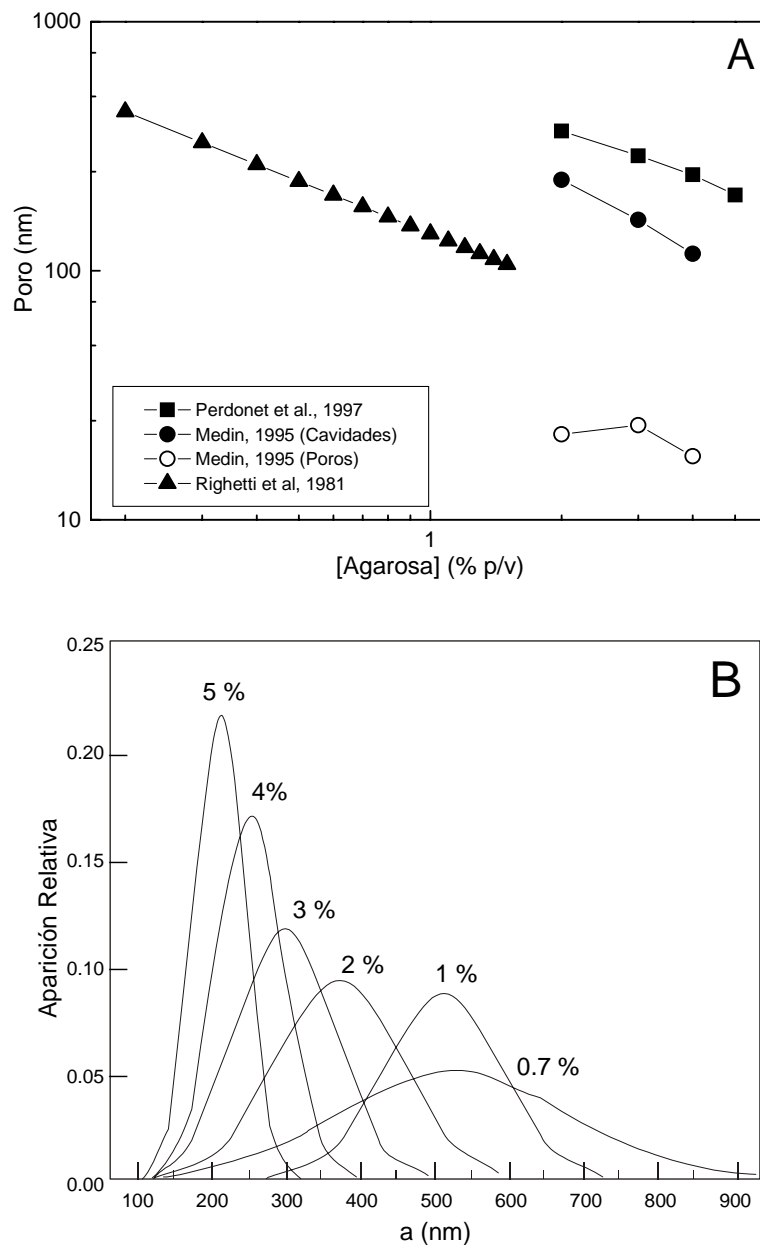 1000
A
Poro (nm)
100
Perdonet et al., 1997
Medin, 1995 (Cavidades)
Medin, 1995 (Poros)
Righetti et al, 1981
10
1
[Agarosa] (% p/v)
0.25
B
5 %
0.20
4%
0.15
3 %
2 %
1 %
0.10
Aparición Relativa
0.7 %
0.05
0.00
100 200 300 400 500 600 700 800 900
a (nm)